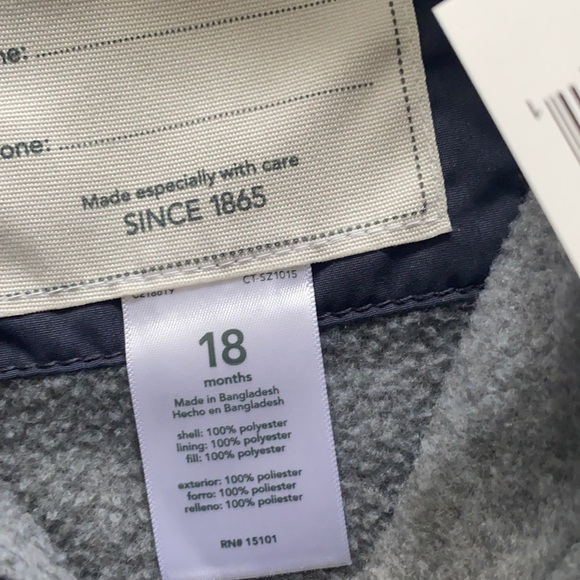 ne:
one:
Made especially with care
SINCE 1865
CT-SZ1015
18
months
Made in Bangladesh
Hecho en Bangladesh
shell: 100% polyester
lining: 100% polyester
fill: 100% polyester
exterior: 100% poliester
forro: 100% poliester
relleno: 100% poliester
RN# 15101